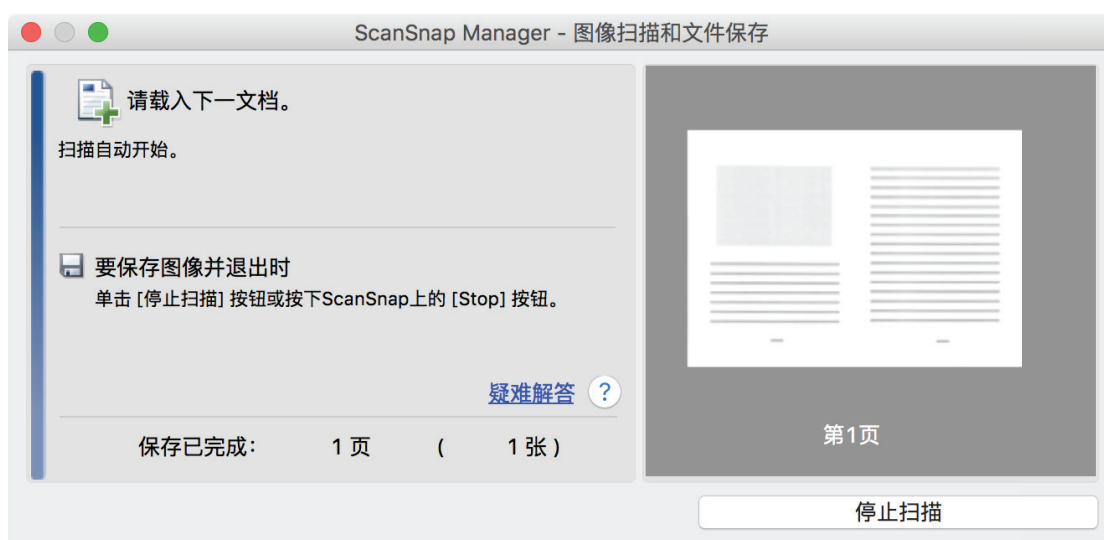 ScanSnap Manager - 图像扫描和文件保存
请载入下一文档。
扫描自动开始。
要保存图像并退出时
单击 [停止扫描] 按钮或按下ScanSnap上的 [Stop] 按钮。
疑难解答 ?
保存已完成: 1 页 ( 1 张 )
第1页
停止扫描